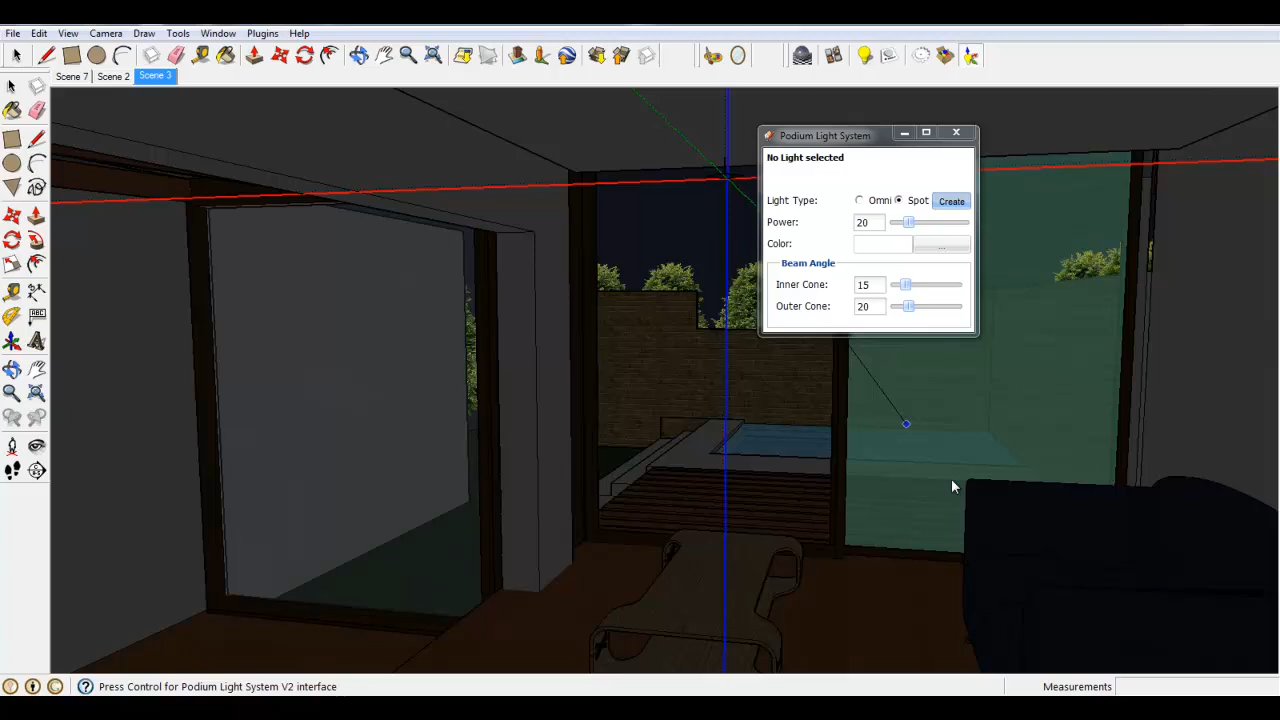 File Edit View Camera Draw Tools Window Plugins Help
Scene 7 Scene 2 Scene 3
Podium Light System
No Light selected
Light Type: Omni Spot Create
Power: 20
Color: ...
Beam Angle
Inner Cone: 15
Outer Cone: 20
ABC
Press Control for Podium Light System V2 interface Measurements